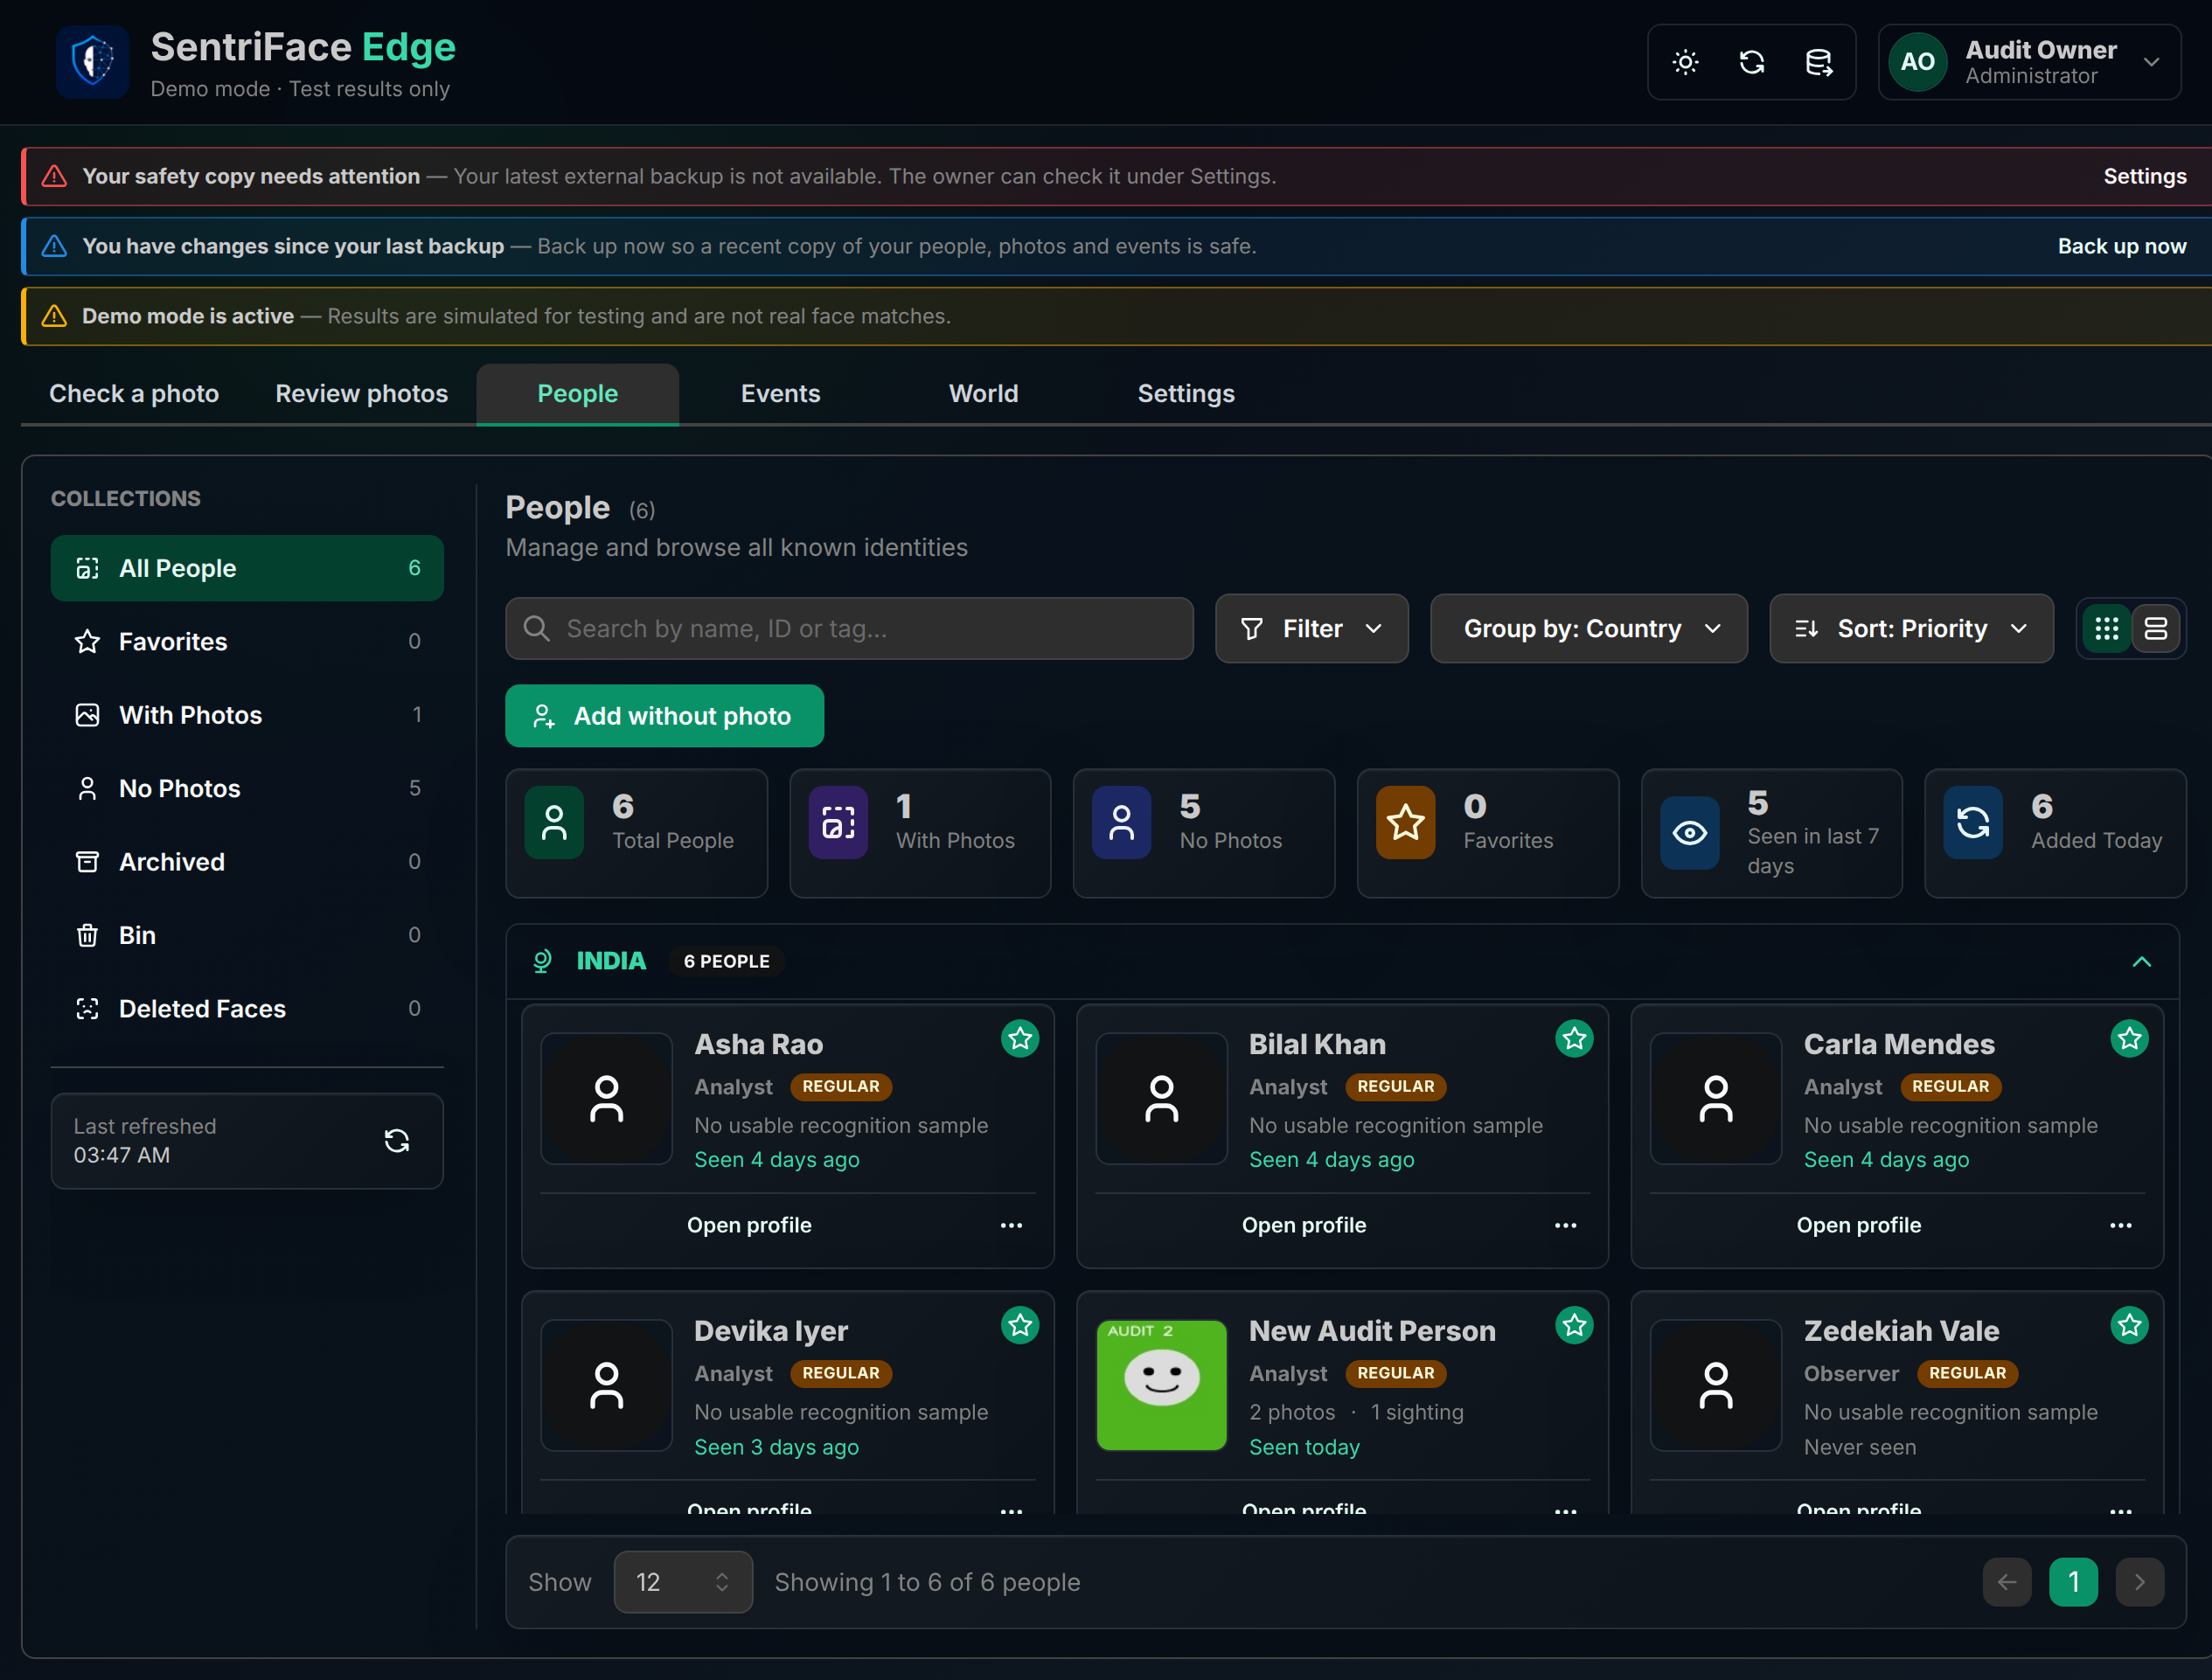 SentriFace Edge
Demo mode · Test results only
AO
Audit Owner
Administrator
Your safety copy needs attention — Your latest external backup is not available. The owner can check it under Settings.
Settings
You have changes since your last backup — Back up now so a recent copy of your people, photos and events is safe.
Back up now
Demo mode is active — Results are simulated for testing and are not real face matches.
Check a photo
Review photos
People
Events
World
Settings
COLLECTIONS
All People 6
Favorites 0
With Photos 1
No Photos 5
Archived 0
Bin 0
Deleted Faces 0
Last refreshed
03:47 AM
People (6)
Manage and browse all known identities
Search by name, ID or tag...
Filter
Group by: Country
Sort: Priority
Add without photo
6
Total People
1
With Photos
5
No Photos
0
Favorites
5
Seen in last 7
days
6
Added Today
INDIA 6 PEOPLE
Asha Rao
Analyst REGULAR
No usable recognition sample
Seen 4 days ago
Open profile
Bilal Khan
Analyst REGULAR
No usable recognition sample
Seen 4 days ago
Open profile
Carla Mendes
Analyst REGULAR
No usable recognition sample
Seen 4 days ago
Open profile
Devika Iyer
Analyst REGULAR
No usable recognition sample
Seen 3 days ago
Open profile
AUDIT 2
New Audit Person
Analyst REGULAR
2 photos · 1 sighting
Seen today
Open profile
Zedekiah Vale
Observer REGULAR
No usable recognition sample
Never seen
Open profile
Show 12 Showing 1 to 6 of 6 people
1